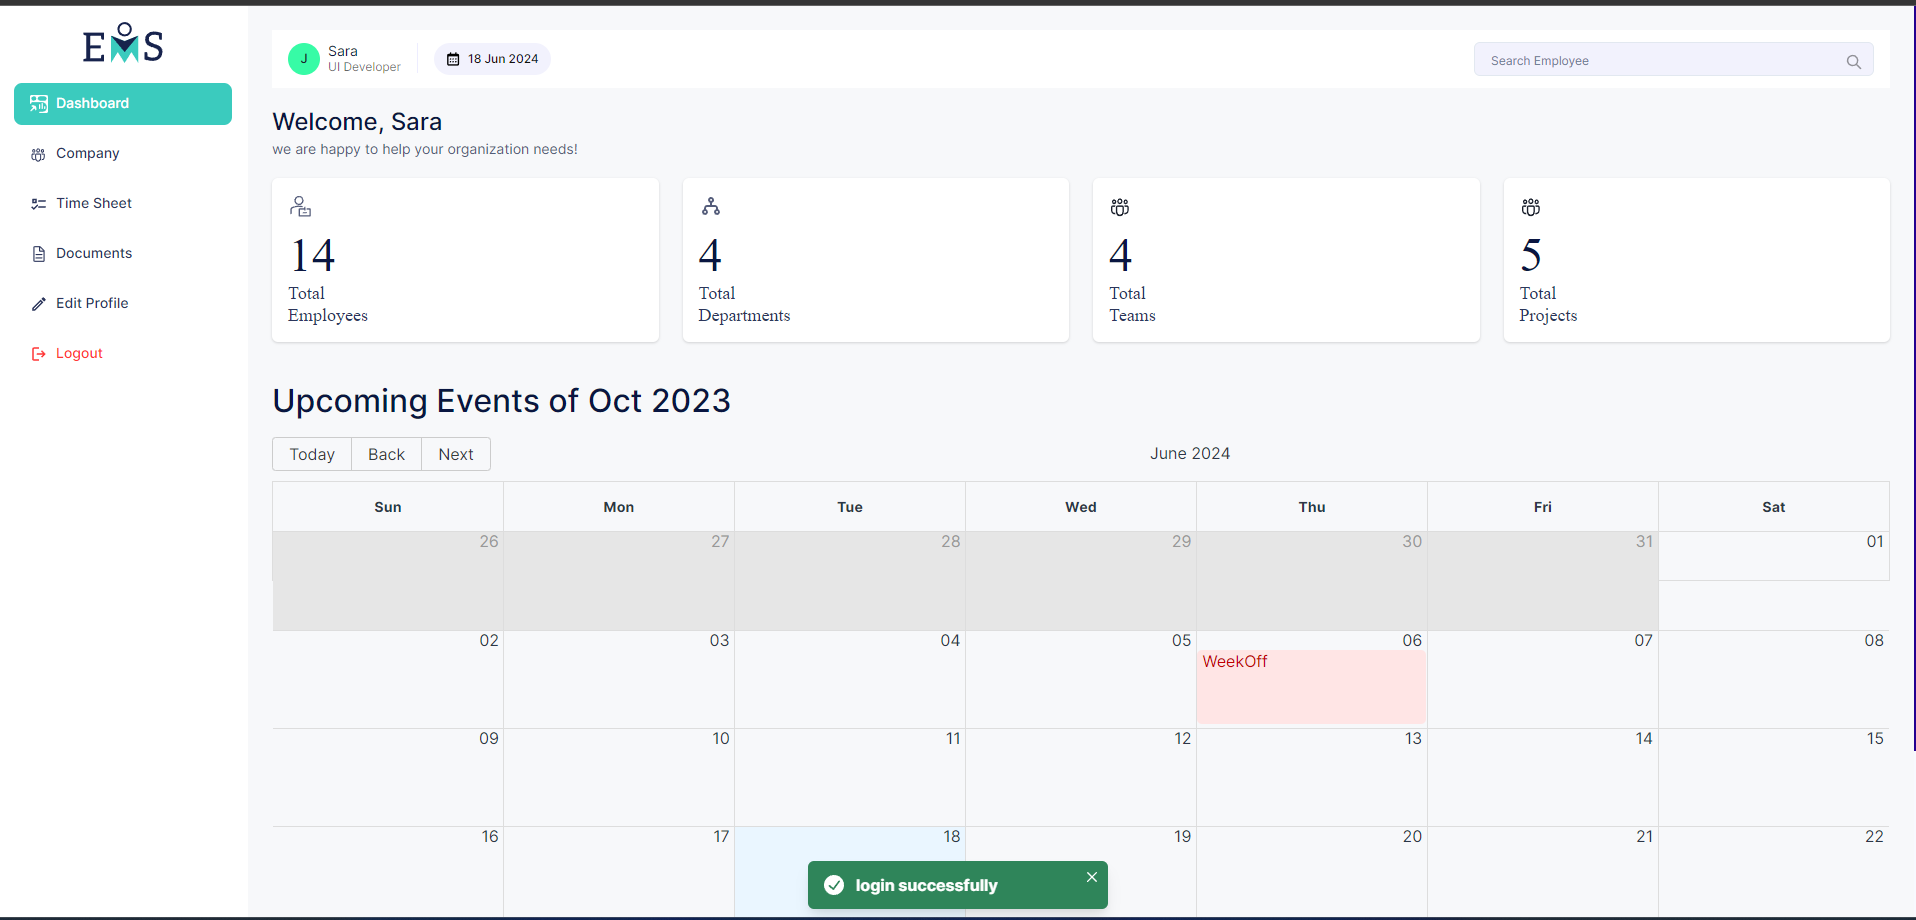 EMS
Dashboard
Company
Time Sheet
Documents
Edit Profile
Logout
J
Sara
UI Developer
18 Jun 2024
Search Employee
Welcome, Sara
we are happy to help your organization needs!
14
Total
Employees
4
Total
Departments
4
Total
Teams
5
Total
Projects
Upcoming Events of Oct 2023
Today Back Next
June 2024
Sun Mon Tue Wed Thu Fri Sat
26 27 28 29 30 31 01
02 03 04 05 06 07 08
WeekOff
09 10 11 12 13 14 15
16 17 18 19 20 21 22
login successfully